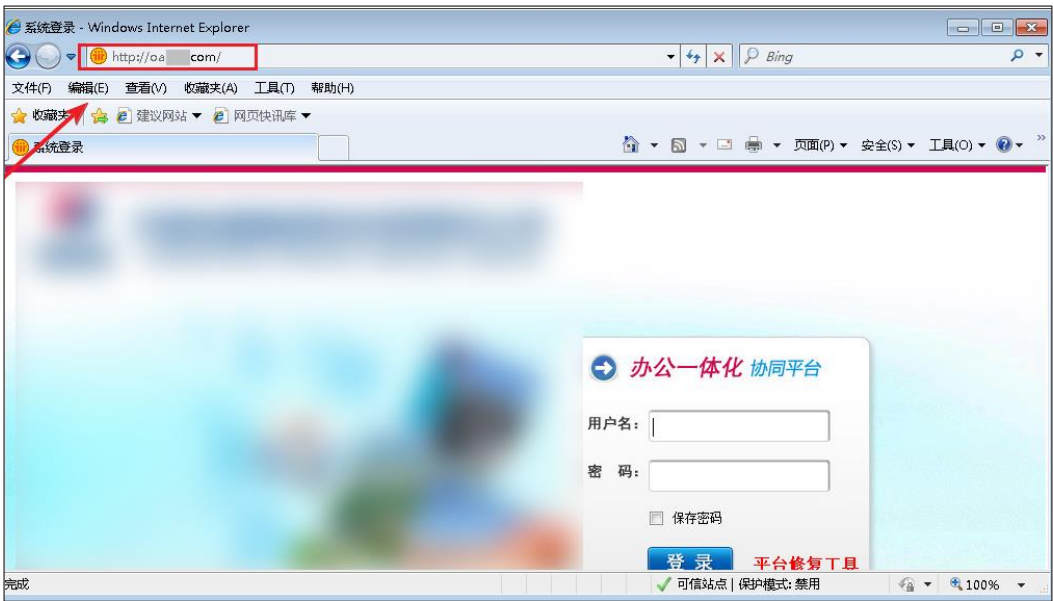 系统登录 - Windows Internet Explorer
http://oa com/
Bing
文件(F) 编辑(E) 查看(V) 收藏夹(A) 工具(T) 帮助(H)
收藏夹 建议网站 网页快讯库
系统登录 页面(P) 安全(S) 工具(O)
办公一体化 协同平台
用户名：
密 码：
保存密码
登 录 平台修复工具
完成 可信站点 | 保护模式: 禁用 100%